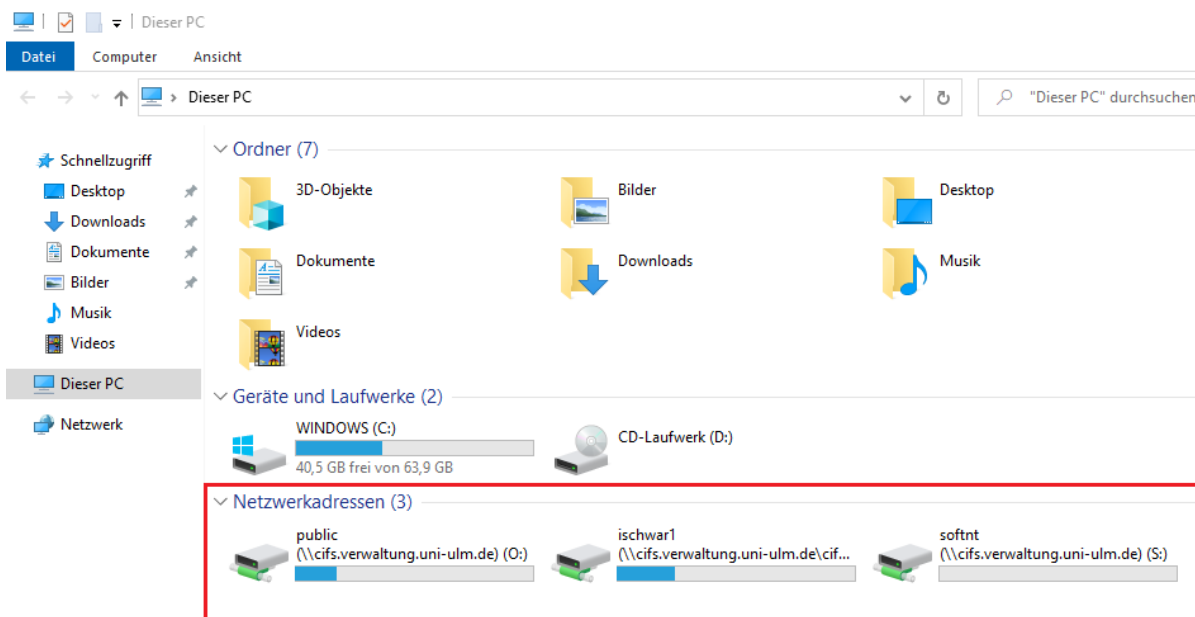 Dieser PC
Datei Computer Ansicht
Dieser PC "Dieser PC" durchsuchen
Schnellzugriff
Desktop
Downloads
Dokumente
Bilder
Musik
Videos
Dieser PC
Netzwerk
Ordner (7)
3D-Objekte Bilder Desktop
Dokumente Downloads Musik
Videos
Geräte und Laufwerke (2)
WINDOWS (C:)
40,5 GB frei von 63,9 GB
CD-Laufwerk (D:)
Netzwerkadressen (3)
public
(\\cifs.verwaltung.uni-ulm.de) (O:)
ischwar1
(\\cifs.verwaltung.uni-ulm.de\cif...
softnt
(\\cifs.verwaltung.uni-ulm.de) (S:)